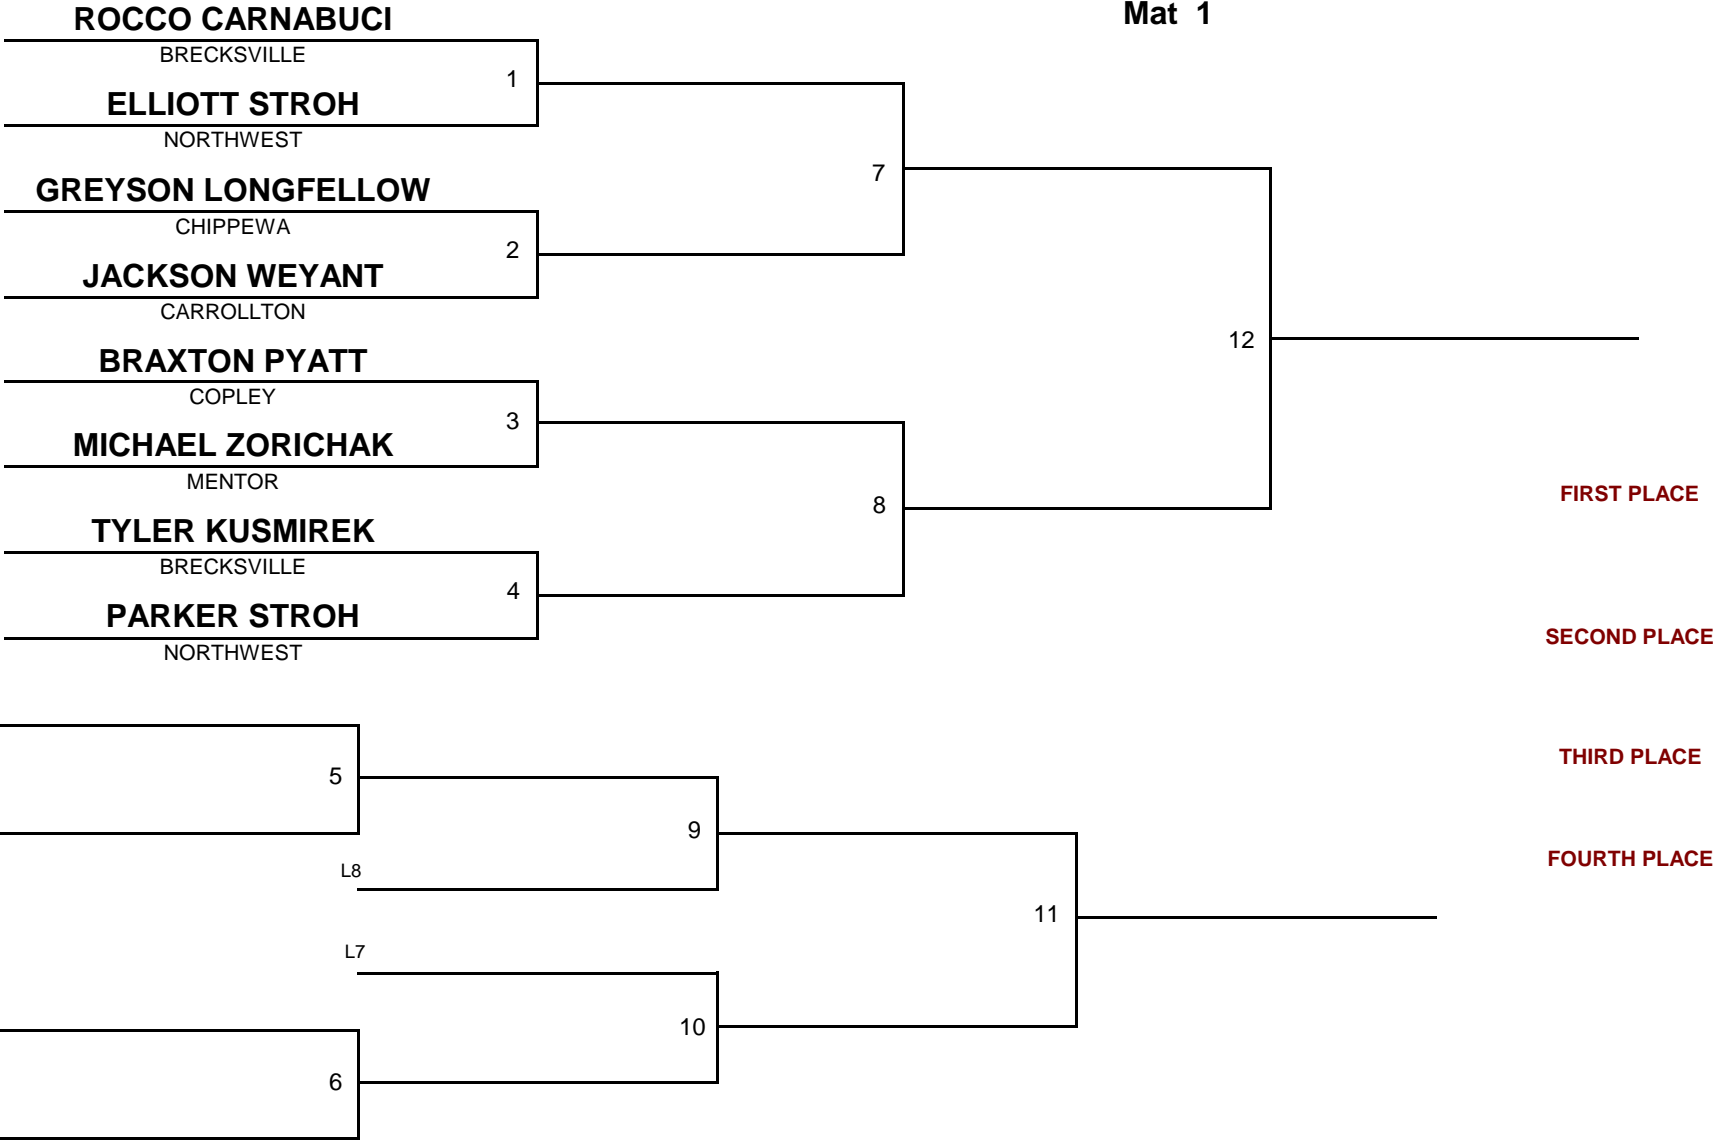 Mat 1
ROCCO CARNABUCI
BRECKSVILLE
1
ELLIOTT STROH
NORTHWEST
7
GREYSON LONGFELLOW
CHIPPEWA
2
JACKSON WEYANT
CARROLLTON
12
BRAXTON PYATT
COPLEY
3
MICHAEL ZORICHAK
MENTOR
8
FIRST PLACE
TYLER KUSMIREK
BRECKSVILLE
4
PARKER STROH
NORTHWEST
SECOND PLACE
THIRD PLACE
5
9
FOURTH PLACE
L8
11
L7
10
6